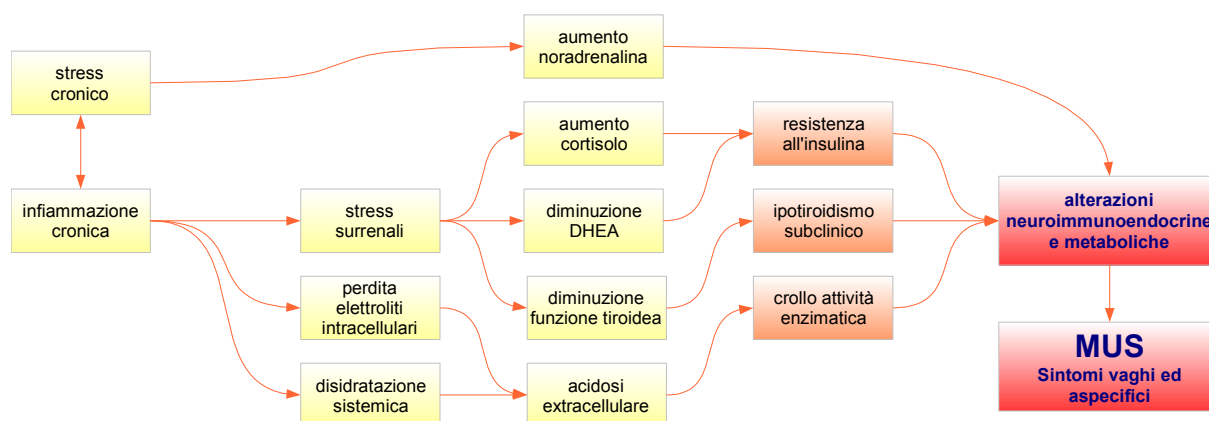 stress
cronico
aumento
noradrenalina
aumento
cortisolo
resistenza
all'insulina
infiammazione
cronica
stress
surrenali
diminuzione
DHEA
ipotiroidismo
subclinico
alterazioni
neuroimmunoendocrine
e metaboliche
perdita
elettroliti
intracellulari
diminuzione
funzione tiroidea
crollo attività
enzimatica
disidratazione
sistemica
acidosi
extracellulare
MUS
Sintomi vaghi ed
aspecifici